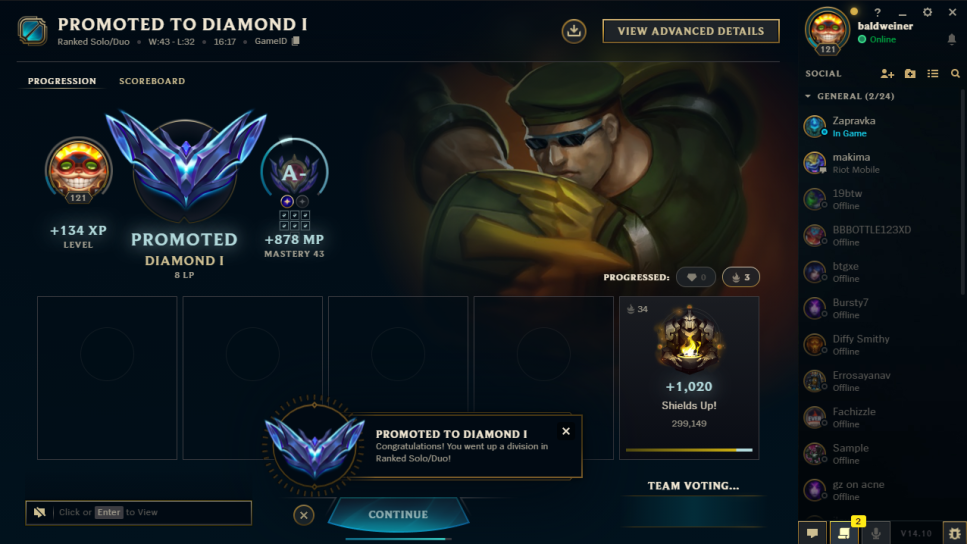 PROMOTED TO DIAMOND I
Ranked Solo/Duo • W:43 - L:32 • 16:17 • GameID
VIEW ADVANCED DETAILS
PROGRESSION
SCOREBOARD
121
+134 XP
LEVEL
PROMOTED
DIAMOND I
8 LP
A-
+878 MP
MASTERY 43
PROGRESSED:
0
3
34
+1,020
Shields Up!
299,149
PROMOTED TO DIAMOND I
Congratulations! You went up a division in
Ranked Solo/Duo!
TEAM VOTING...
Click or Enter to View
CONTINUE
?
121
baldweiner
Online
SOCIAL
GENERAL (2/24)
Zapravka
In Game
makima
Riot Mobile
19btw
Offline
BBBOTTLE123XD
Offline
btgxe
Offline
Bursty7
Offline
Diffy Smithy
Offline
Errosayanav
Offline
Fachizzle
Offline
Sample
Offline
gz on acne
Offline
2
V14.10